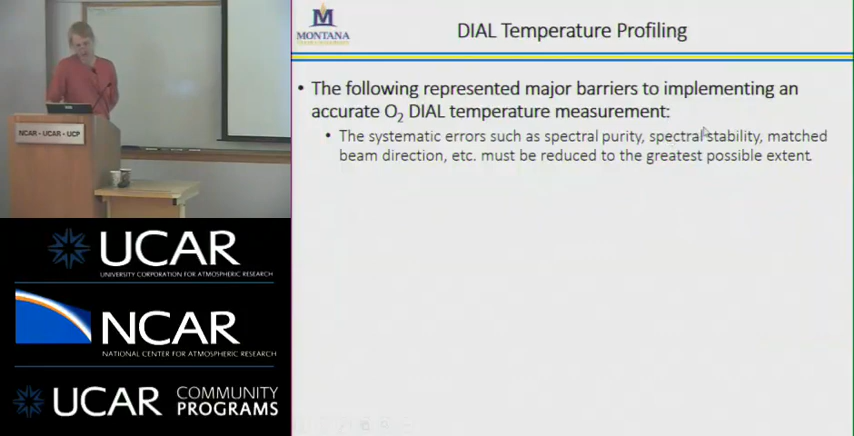 NCAR - UCAR - UCP
UCAR
UNIVERSITY CORPORATION FOR ATMOSPHERIC RESEARCH
NCAR
NATIONAL CENTER FOR ATMOSPHERIC RESEARCH
UCAR COMMUNITY
PROGRAMS
M
MONTANA
DIAL Temperature Profiling
• The following represented major barriers to implementing an
accurate O2 DIAL temperature measurement:
• The systematic errors such as spectral purity, spectral stability, matched
beam direction, etc. must be reduced to the greatest possible extent.